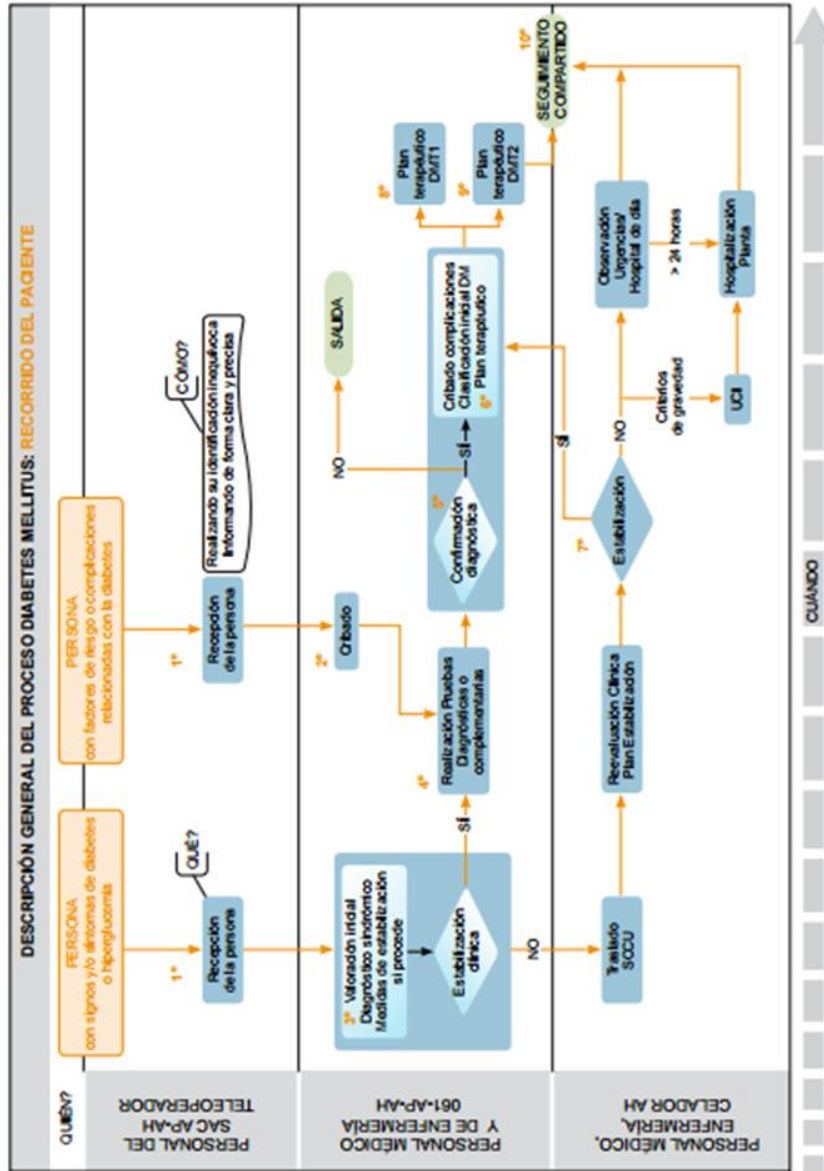 DESCRIPCIÓN GENERAL DEL PROCESO DIABETES MELLITUS: RECORRIDO DEL PACIENTE
QUIÉN?
PERSONA
con signos y/o síntomas de diabetes
o hiperglucemia
PERSONA
con factores de riesgo o complicaciones
relacionadas con la diabetes
PERSONAL DEL
SAC AP-AH
TELEOPERADOR
1º
Recepción
de la persona
QUÉ?
1º
Recepción
de la persona
CÓMO?
Realizando su identificación inequívoca
Informando de forma clara y precisa
PERSONAL MÉDICO
Y DE ENFERMERÍA
061-AP-AH
3º
Valoración inicial
Diagnóstico sindrómico
Medidas de estabilización
si procede
Estabilización
clínica
SÍ
NO
2º
Cribado
4º
Realización Pruebas
Diagnósticas o
complementarias
5º
Confirmación
diagnóstica
NO
SALIDA
SÍ
6º
Cribado complicaciones
Clasificación inicial DM
Plan terapéutico
8º
Plan
terapéutico
DMT1
9º
Plan
terapéutico
DMT2
10º
SEGUIMIENTO
COMPARTIDO
PERSONAL MÉDICO,
ENFERMERÍA,
CELADOR AH
Traslado
SCCU
Reevaluación Clínica
Plan Estabilización
7º
Estabilización
SÍ
NO
Criterios
de gravedad
UCI
Observación
Urgencias/
Hospital de día
> 24 horas
Hospitalización
Planta
CUÁNDO